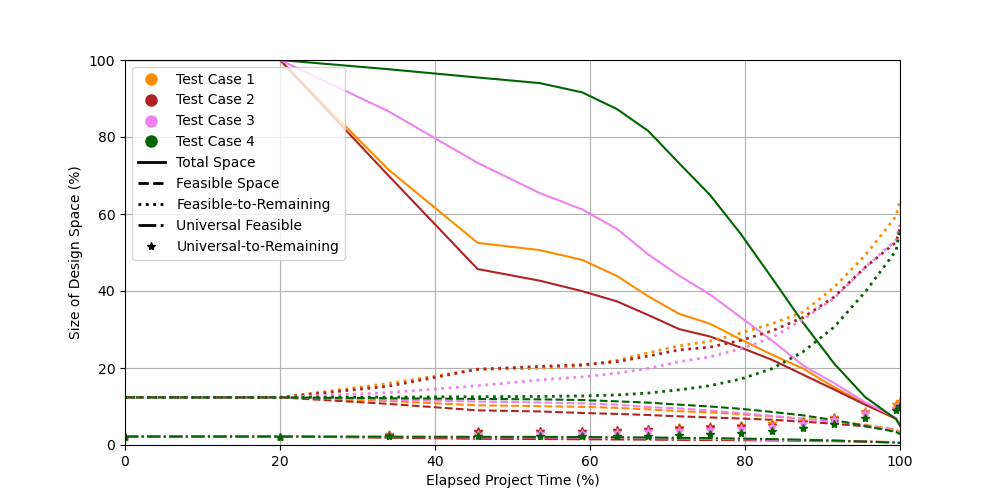 100
80
60
40
20
0
Size of Design Space (%)
Test Case 1
Test Case 2
Test Case 3
Test Case 4
Total Space
Feasible Space
Feasible-to-Remaining
Universal Feasible
Universal-to-Remaining
0 20 40 60 80 100
Elapsed Project Time (%)